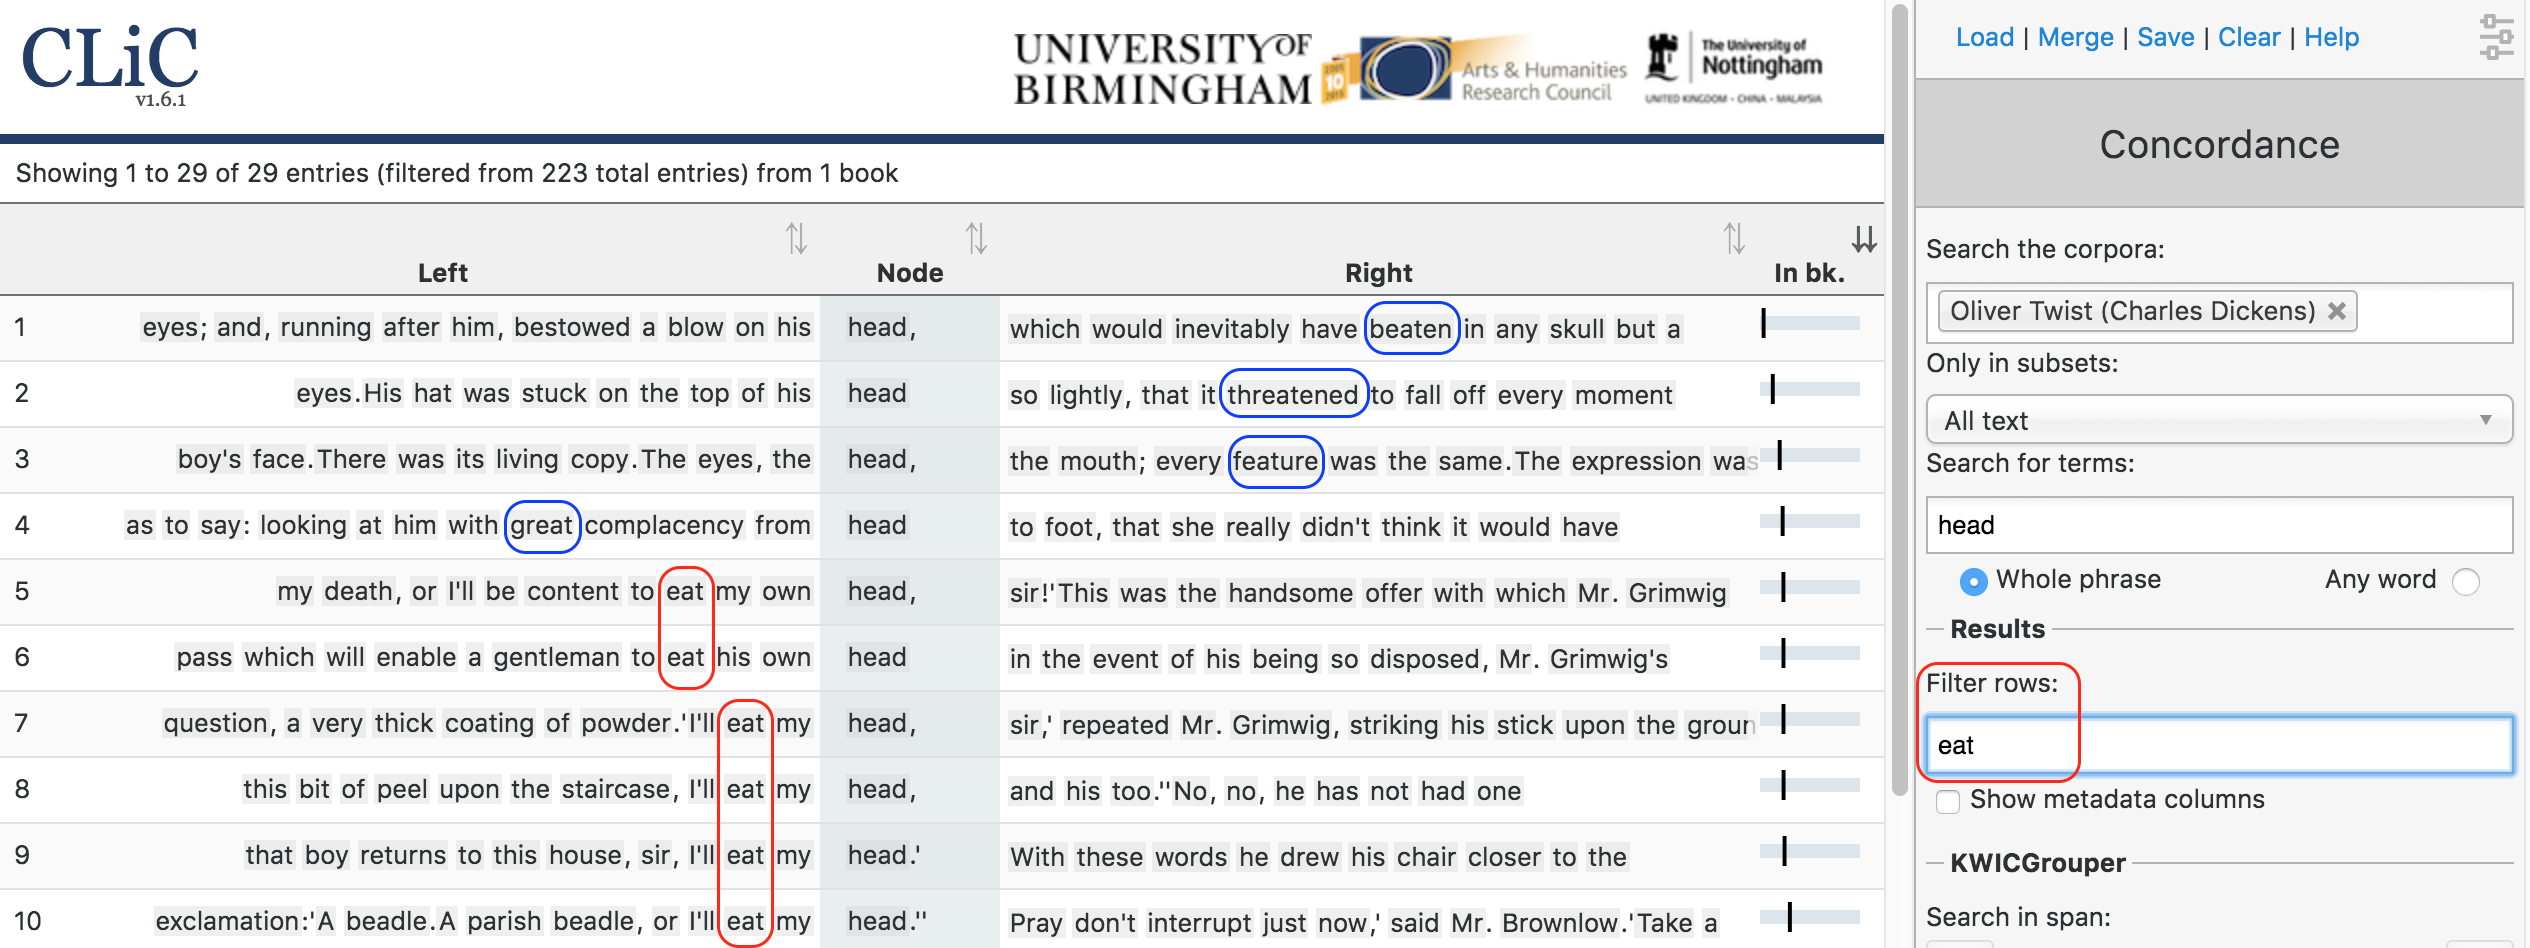 CLiC
v1.6.1
UNIVERSITY OF
BIRMINGHAM
10
Arts & Humanities
Research Council
The University of
Nottingham
UNITED KINGDOM · CHINA · MALAYSIA
Load | Merge | Save | Clear | Help
Concordance
Showing 1 to 29 of 29 entries (filtered from 223 total entries) from 1 book
Left Node Right In bk.
1 eyes; and, running after him, bestowed a blow on his head, which would inevitably have beaten in any skull but a
2 eyes.His hat was stuck on the top of his head so lightly, that it threatened to fall off every moment
3 boy's face.There was its living copy.The eyes, the head, the mouth; every feature was the same.The expression was
4 as to say: looking at him with great complacency from head to foot, that she really didn't think it would have
5 my death, or I'll be content to eat my own head, sir!'This was the handsome offer with which Mr. Grimwig
6 pass which will enable a gentleman to eat his own head in the event of his being so disposed, Mr. Grimwig's
7 question, a very thick coating of powder.'I'll eat my head, sir,' repeated Mr. Grimwig, striking his stick upon the groun
8 this bit of peel upon the staircase, I'll eat my head, and his too.''No, no, he has not had one
9 that boy returns to this house, sir, I'll eat my head.' With these words he drew his chair closer to the
10 exclamation:'A beadle.A parish beadle, or I'll eat my head.'' Pray don't interrupt just now,' said Mr. Brownlow.'Take a
Search the corpora:
Oliver Twist (Charles Dickens)
Only in subsets:
All text
Search for terms:
head
Whole phrase Any word
Results
Filter rows:
eat
Show metadata columns
KWICGrouper
Search in span: